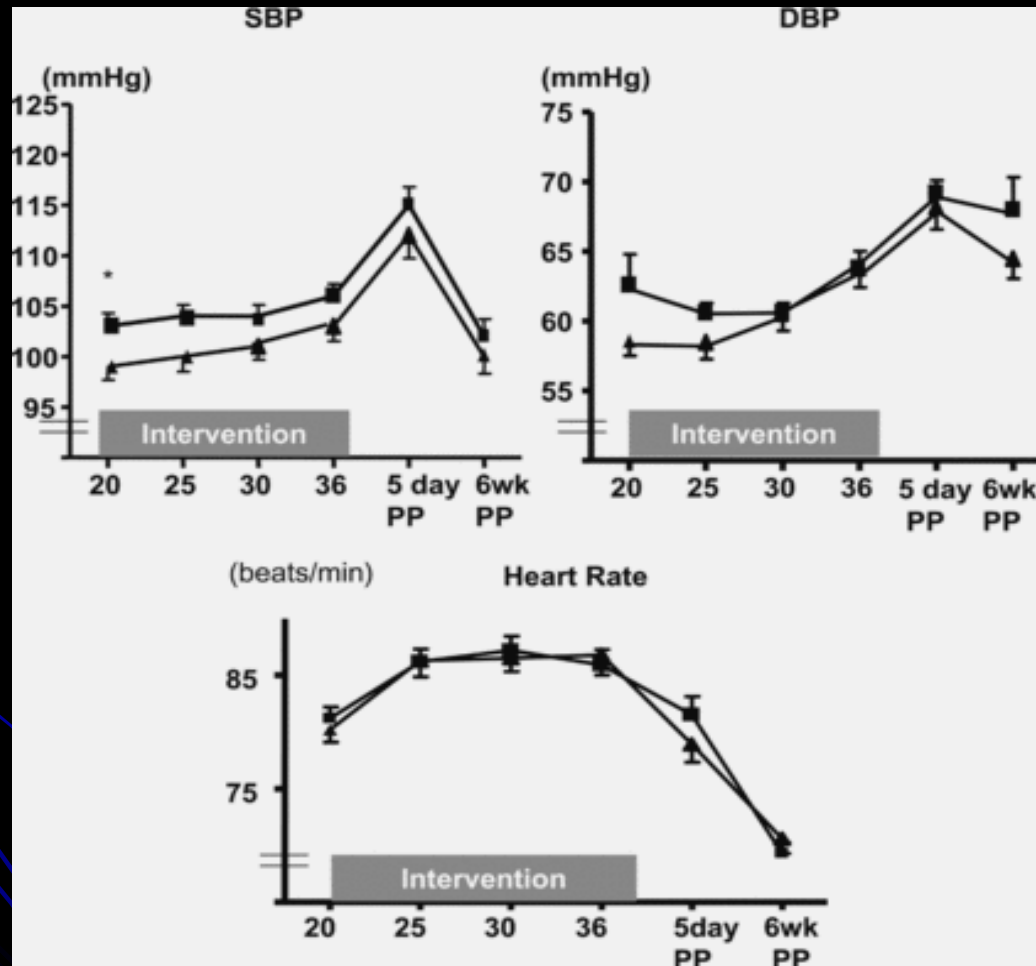 SBP
(mmHg)
125
120
115
110
105
100
95
*
Intervention
20 25 30 36 5 day 6wk
PP PP
DBP
(mmHg)
75
70
65
60
55
Intervention
20 25 30 36 5 day 6wk
PP PP
(beats/min) Heart Rate
85
75
Intervention
20 25 30 36 5day 6wk
PP PP